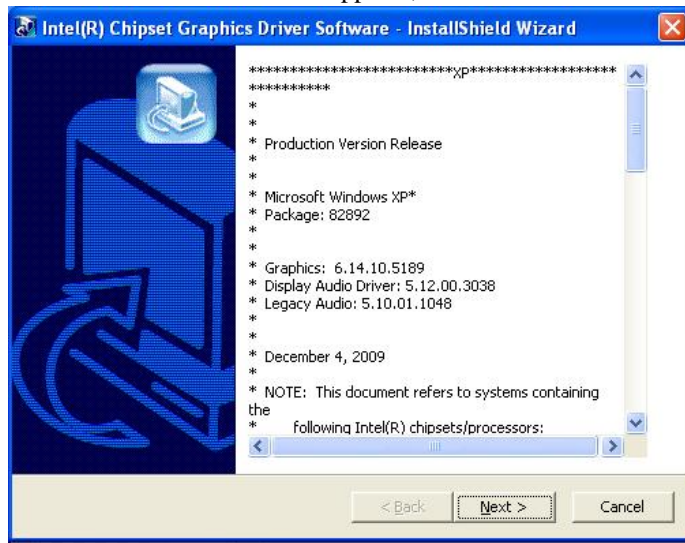 Intel(R) Chipset Graphics Driver Software - InstallShield Wizard
**************************XP*******************
**********
*
*
* Production Version Release
*
*
* Microsoft Windows XP*
* Package: 82892
*
*
* Graphics: 6.14.10.5189
* Display Audio Driver: 5.12.00.3038
* Legacy Audio: 5.10.01.1048
*
*
* December 4, 2009
*
* NOTE: This document refers to systems containing
the
* following Intel(R) chipsets/processors:
< Back
Next >
Cancel